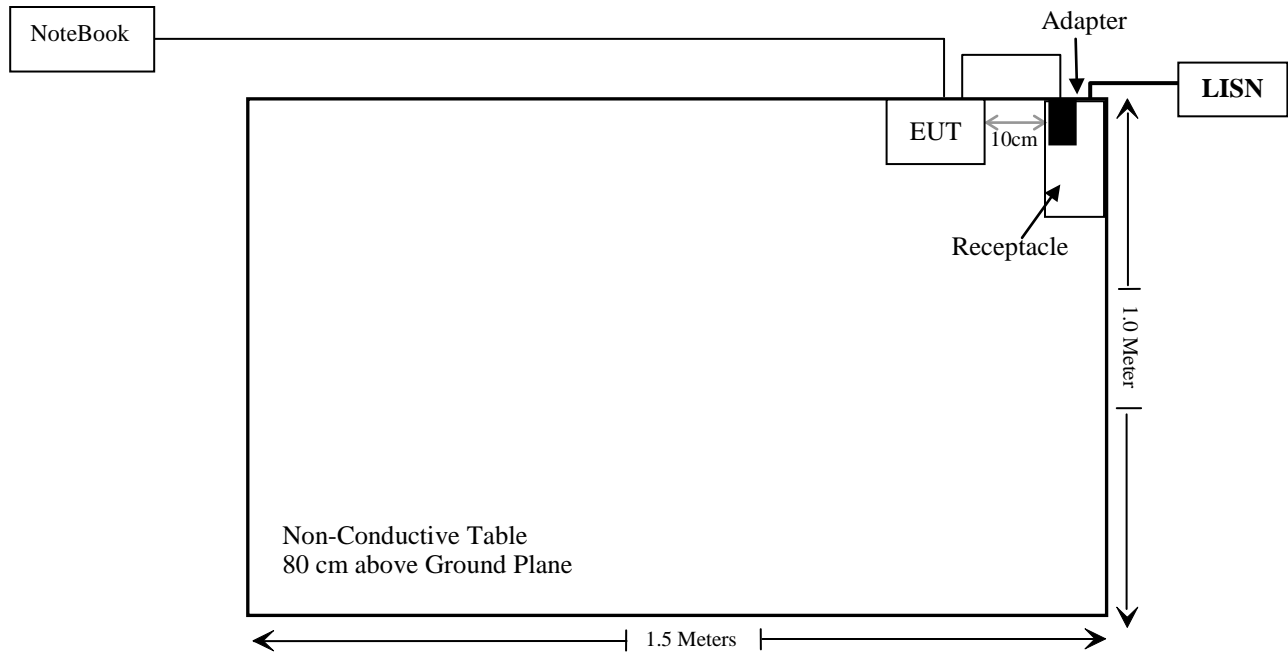 NoteBook
Adapter
LISN
EUT
10cm
Receptacle
1.0 Meter
Non-Conductive Table
80 cm above Ground Plane
1.5 Meters